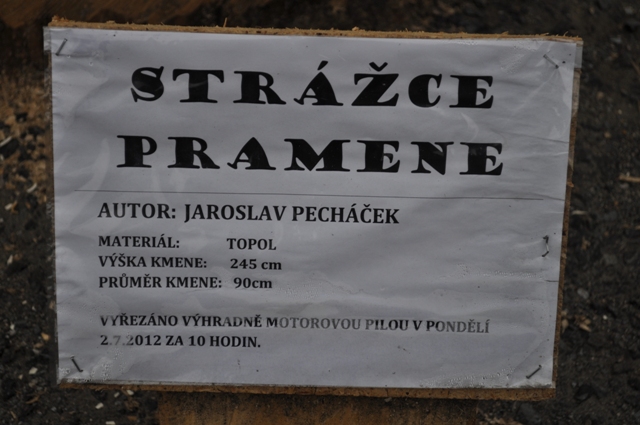 STRÁŽCE
PRAMENE
AUTOR: JAROSLAV PECHÁČEK
MATERIÁL: TOPOL
VÝŠKA KMENE: 245 cm
PRŮMĚR KMENE: 90cm
VYŘEZÁNO VÝHRADNĚ MOTOROVOU PILOU V PONDĚLÍ
2.7.2012 ZA 10 HODIN.